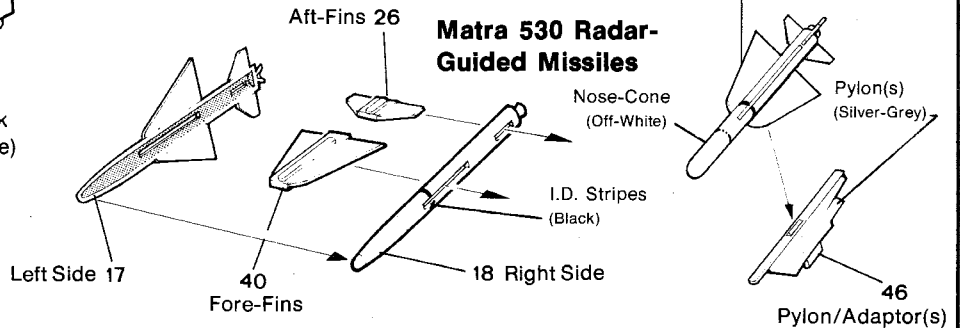 Aft-Fins 26
Matra 530 Radar-
Guided Missiles
Nose-Cone
(Off-White)
Pylon(s)
(Silver-Grey)
e)
I.D. Stripes
(Black)
Left Side 17
40
Fore-Fins
18 Right Side
46
Pylon/Adaptor(s)